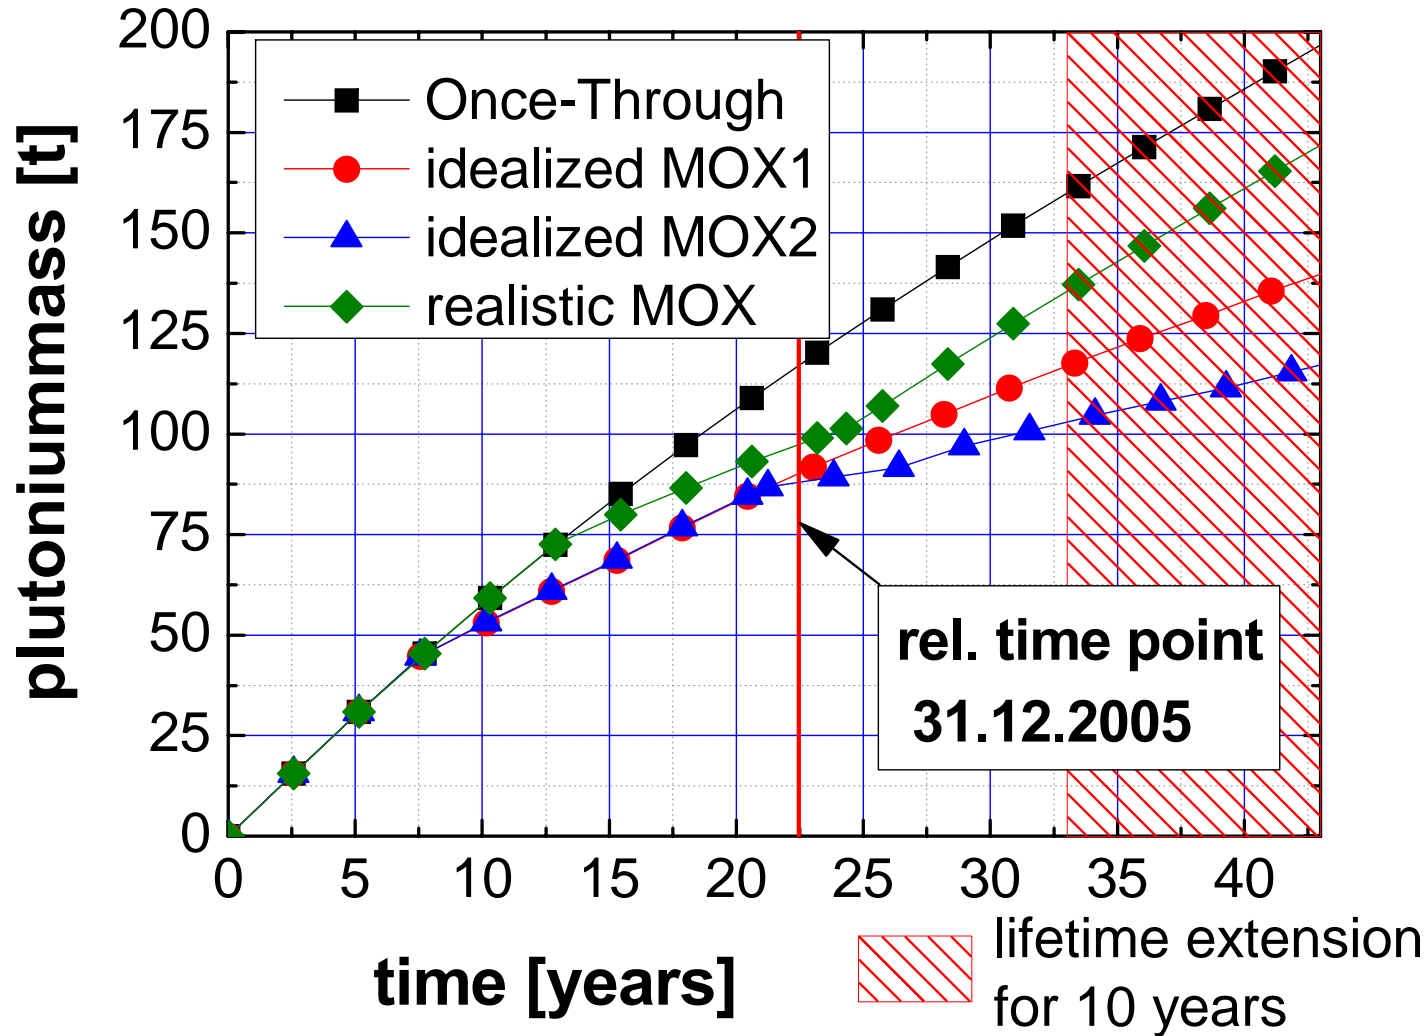 plutoniummass [t]
200
175
150
125
100
75
50
25
0
Once-Through
idealized MOX1
idealized MOX2
realistic MOX
rel. time point
31.12.2005
0 5 10 15 20 25 30 35 40
time [years]
lifetime extension
for 10 years